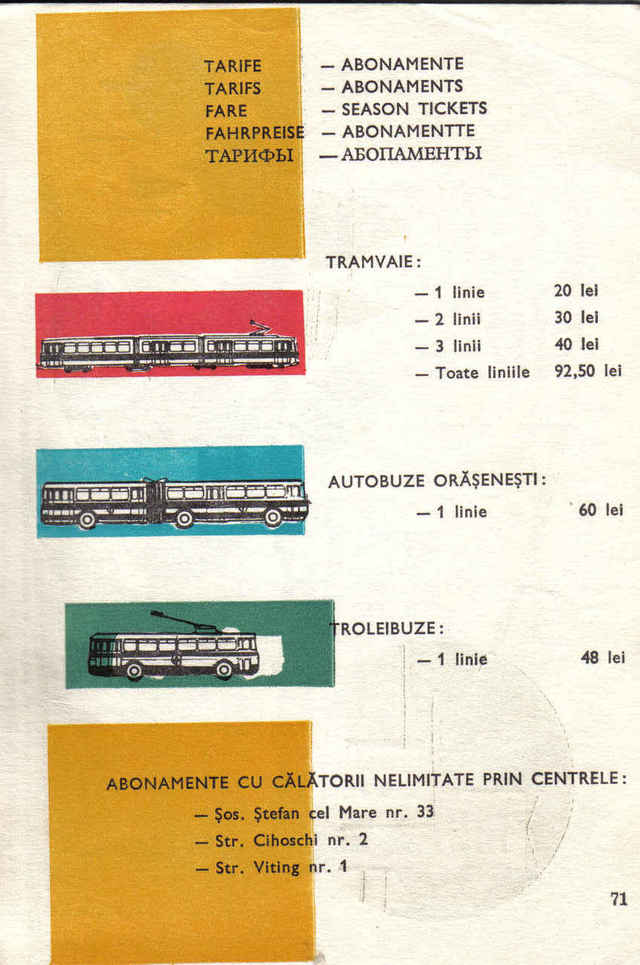 TARIFE — ABONAMENTE
TARIFS — ABONAMENTS
FARE — SEASON TICKETS
FAHRPREISE — ABONAMENTTE
ТАРИФЫ — АБОПАМЕНТЫ
TRAMVAIE:
— 1 linie 20 lei
— 2 linii 30 lei
— 3 linii 40 lei
— Toate liniile 92,50 lei
AUTOBUZE ORĂȘENEȘTI:
— 1 linie 60 lei
TROLEIBUZE:
— 1 linie 48 lei
ABONAMENTE CU CĂLĂTORII NELIMITATE PRIN CENTRELE:
— Șos. Ștefan cel Mare nr. 33
— Str. Cihoschi nr. 2
— Str. Viting nr. 1
71